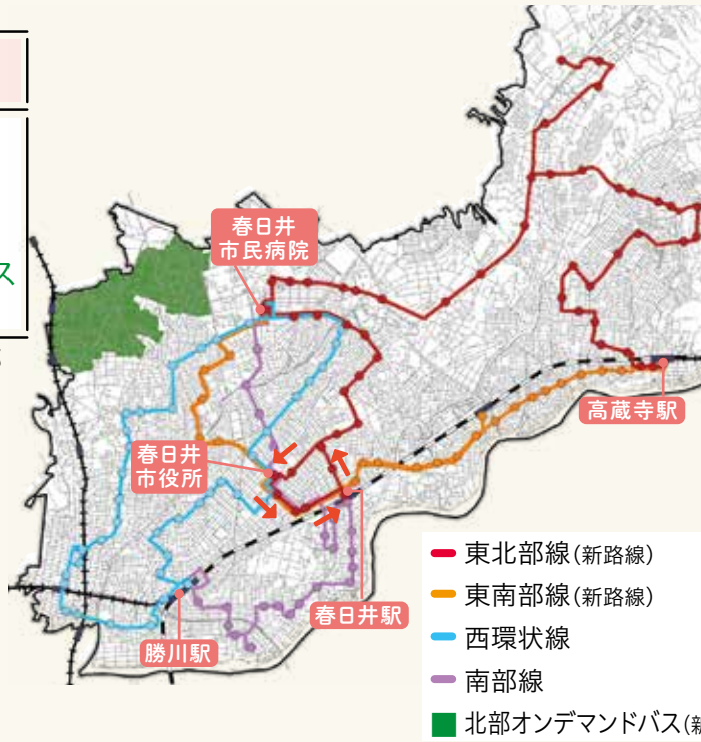 ス
春日井
市民病院
高蔵寺駅
春日井
市役所
春日井駅
勝川駅
東北部線(新路線)
東南部線(新路線)
西環状線
南部線
北部オンデマンドバス(新